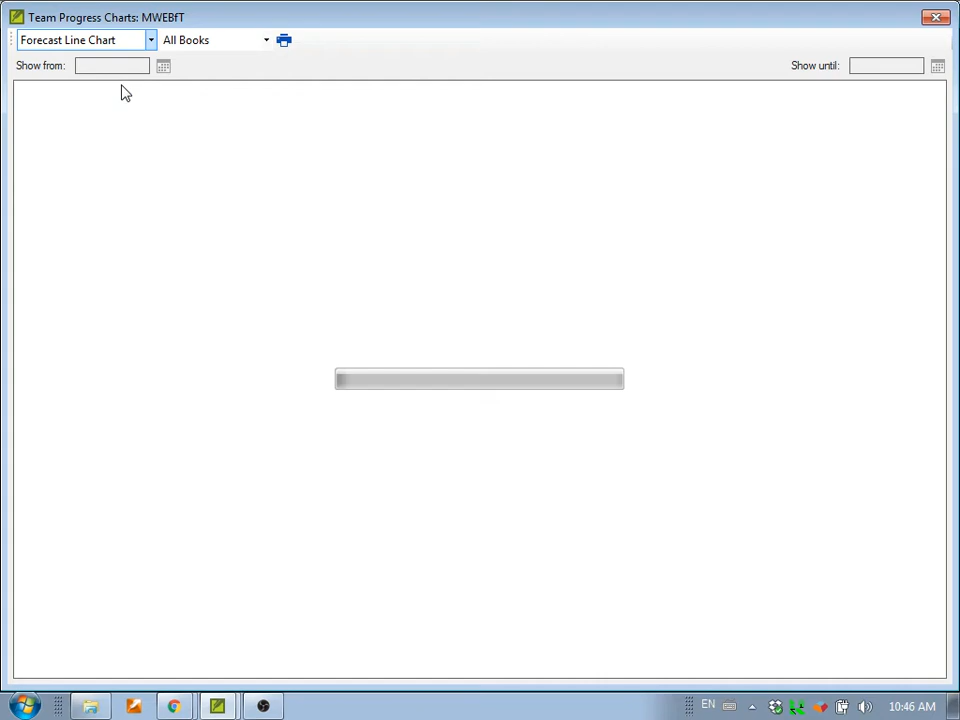 Team Progress Charts: MWEBfT
Forecast Line Chart
All Books
Show from:
Show until:
EN
10:46 AM